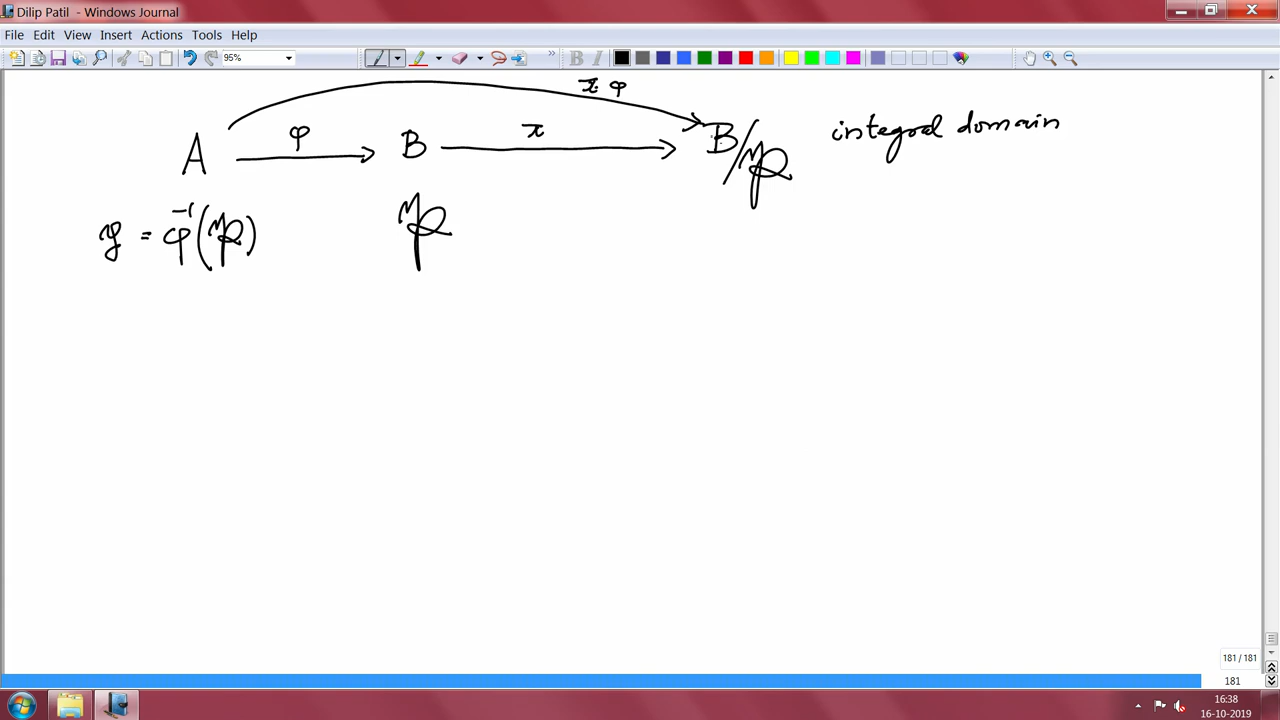 Dilip Patil - Windows Journal
File Edit View Insert Actions Tools Help
95%
π∘φ
A φ B π B/𝔓 integral domain
𝔭 = φ⁻¹(𝔓) 𝔓
181 / 181
181
16:38
16-10-2019